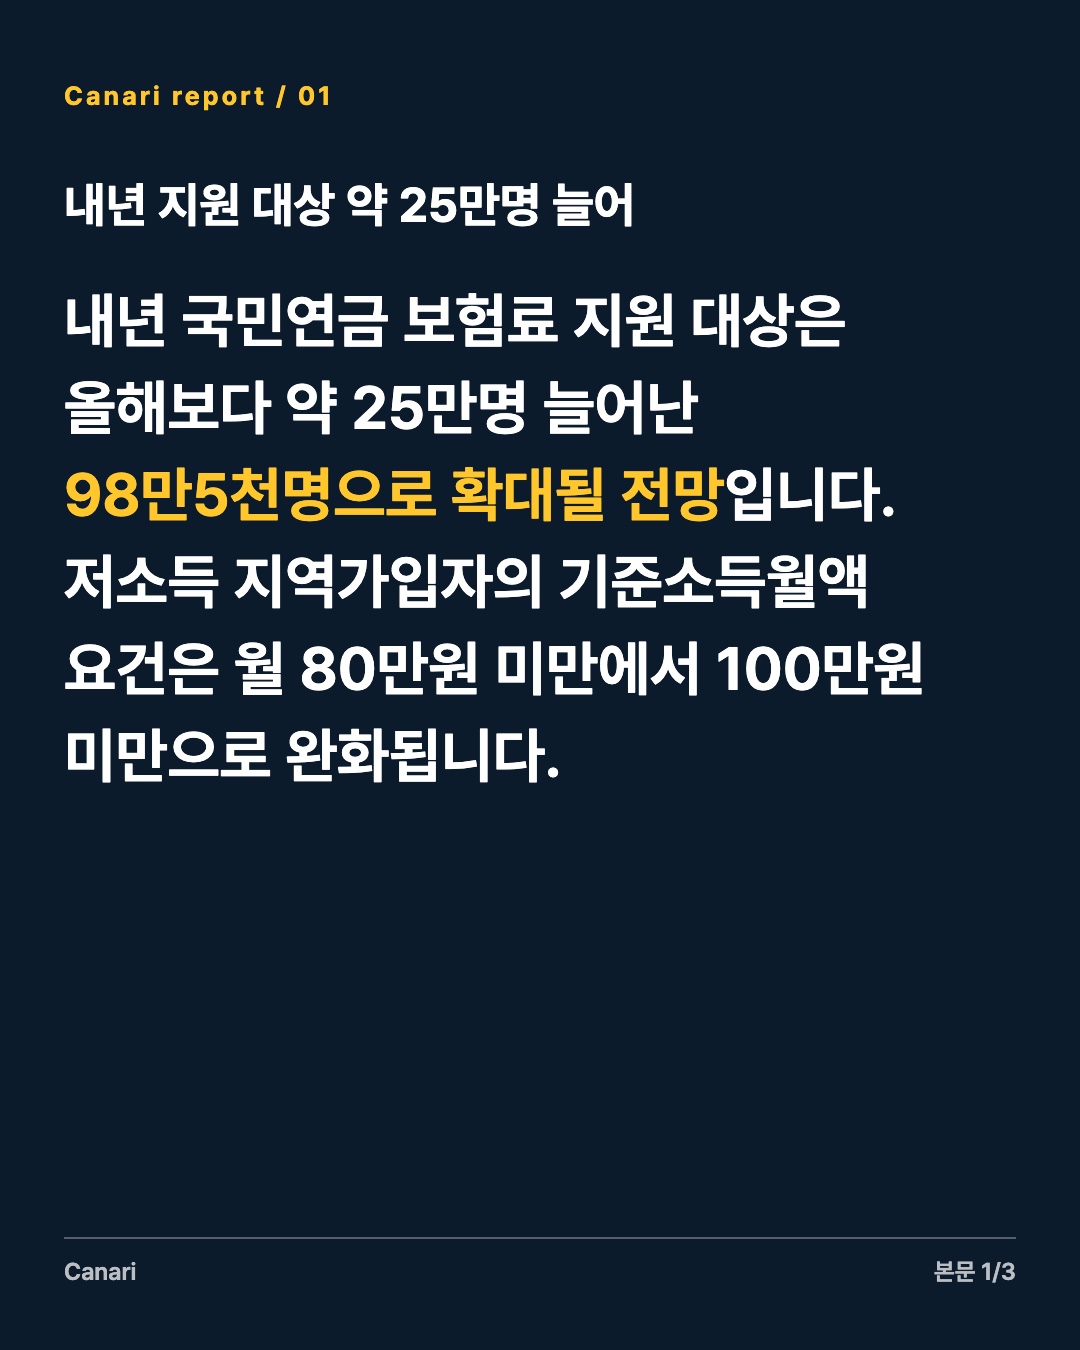 Canari report / 01
내년 지원 대상 약 25만명 늘어
내년 국민연금 보험료 지원 대상은
올해보다 약 25만명 늘어난
98만5천명으로 확대될 전망입니다.
저소득 지역가입자의 기준소득월액
요건은 월 80만원 미만에서 100만원
미만으로 완화됩니다.
Canari
본문 1/3